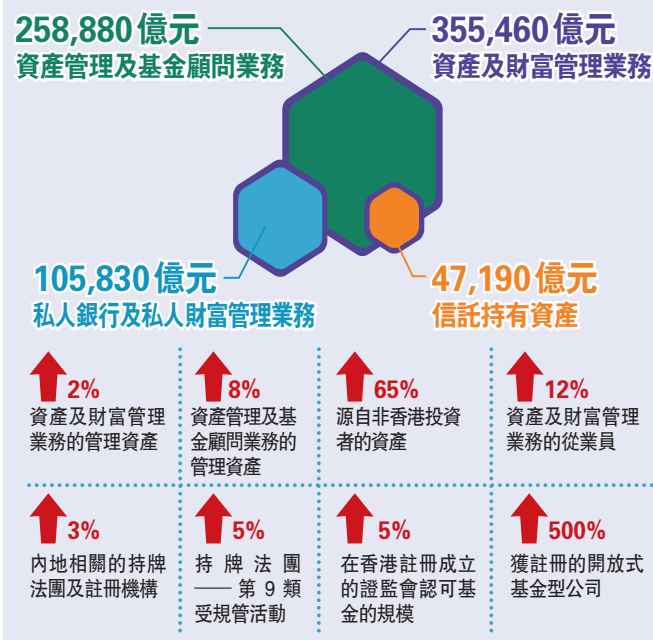 258,880億元
資產管理及基金顧問業務
355,460億元
資產及財富管理業務
105,830億元
私人銀行及私人財富管理業務
47,190億元
信託持有資產
2%
資產及財富管理
業務的管理資產
8%
資產管理及基
金顧問業務的
管理資產
65%
源自非香港投資
者的資產
12%
資產及財富管理
業務的從業員
3%
內地相關的持牌
法團及註冊機構
5%
持牌法團
── 第 9 類
受規管活動
5%
在香港註冊成立
的證監會認可基
金的規模
500%
獲註冊的開放式
基金型公司